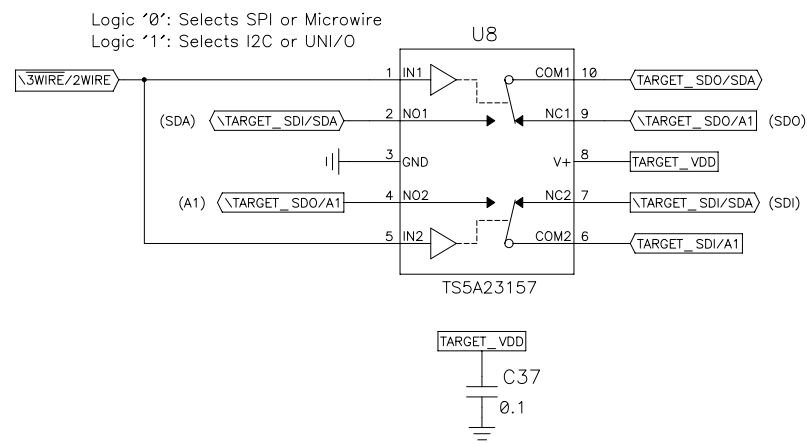 Logic '0': Selects SPI or Microwire
Logic '1': Selects I2C or UNI/O
U8
\3WIRE/2WIRE
1 IN1 COM1 10 TARGET_SDO/SDA
(SDA) \TARGET_SDI/SDA 2 NO1 NC1 9 \TARGET_SDO/A1 (SDO)
3 GND V+ 8 TARGET_VDD
(A1) \TARGET_SDO/A1 4 NO2 NC2 7 \TARGET_SDI/SDA (SDI)
5 IN2 COM2 6 TARGET_SDI/A1
TS5A23157
TARGET_VDD
C37
0.1